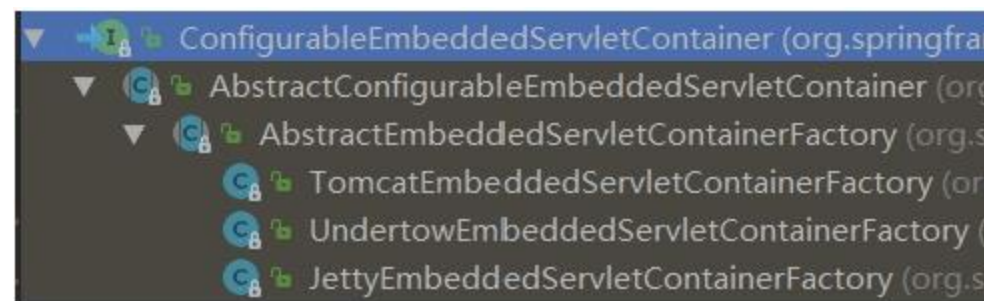 ConfigurableEmbeddedServletContainer (org.springfra
AbstractConfigurableEmbeddedServletContainer (org
AbstractEmbeddedServletContainerFactory (org.s
TomcatEmbeddedServletContainerFactory (or
UndertowEmbeddedServletContainerFactory (
JettyEmbeddedServletContainerFactory (org.s